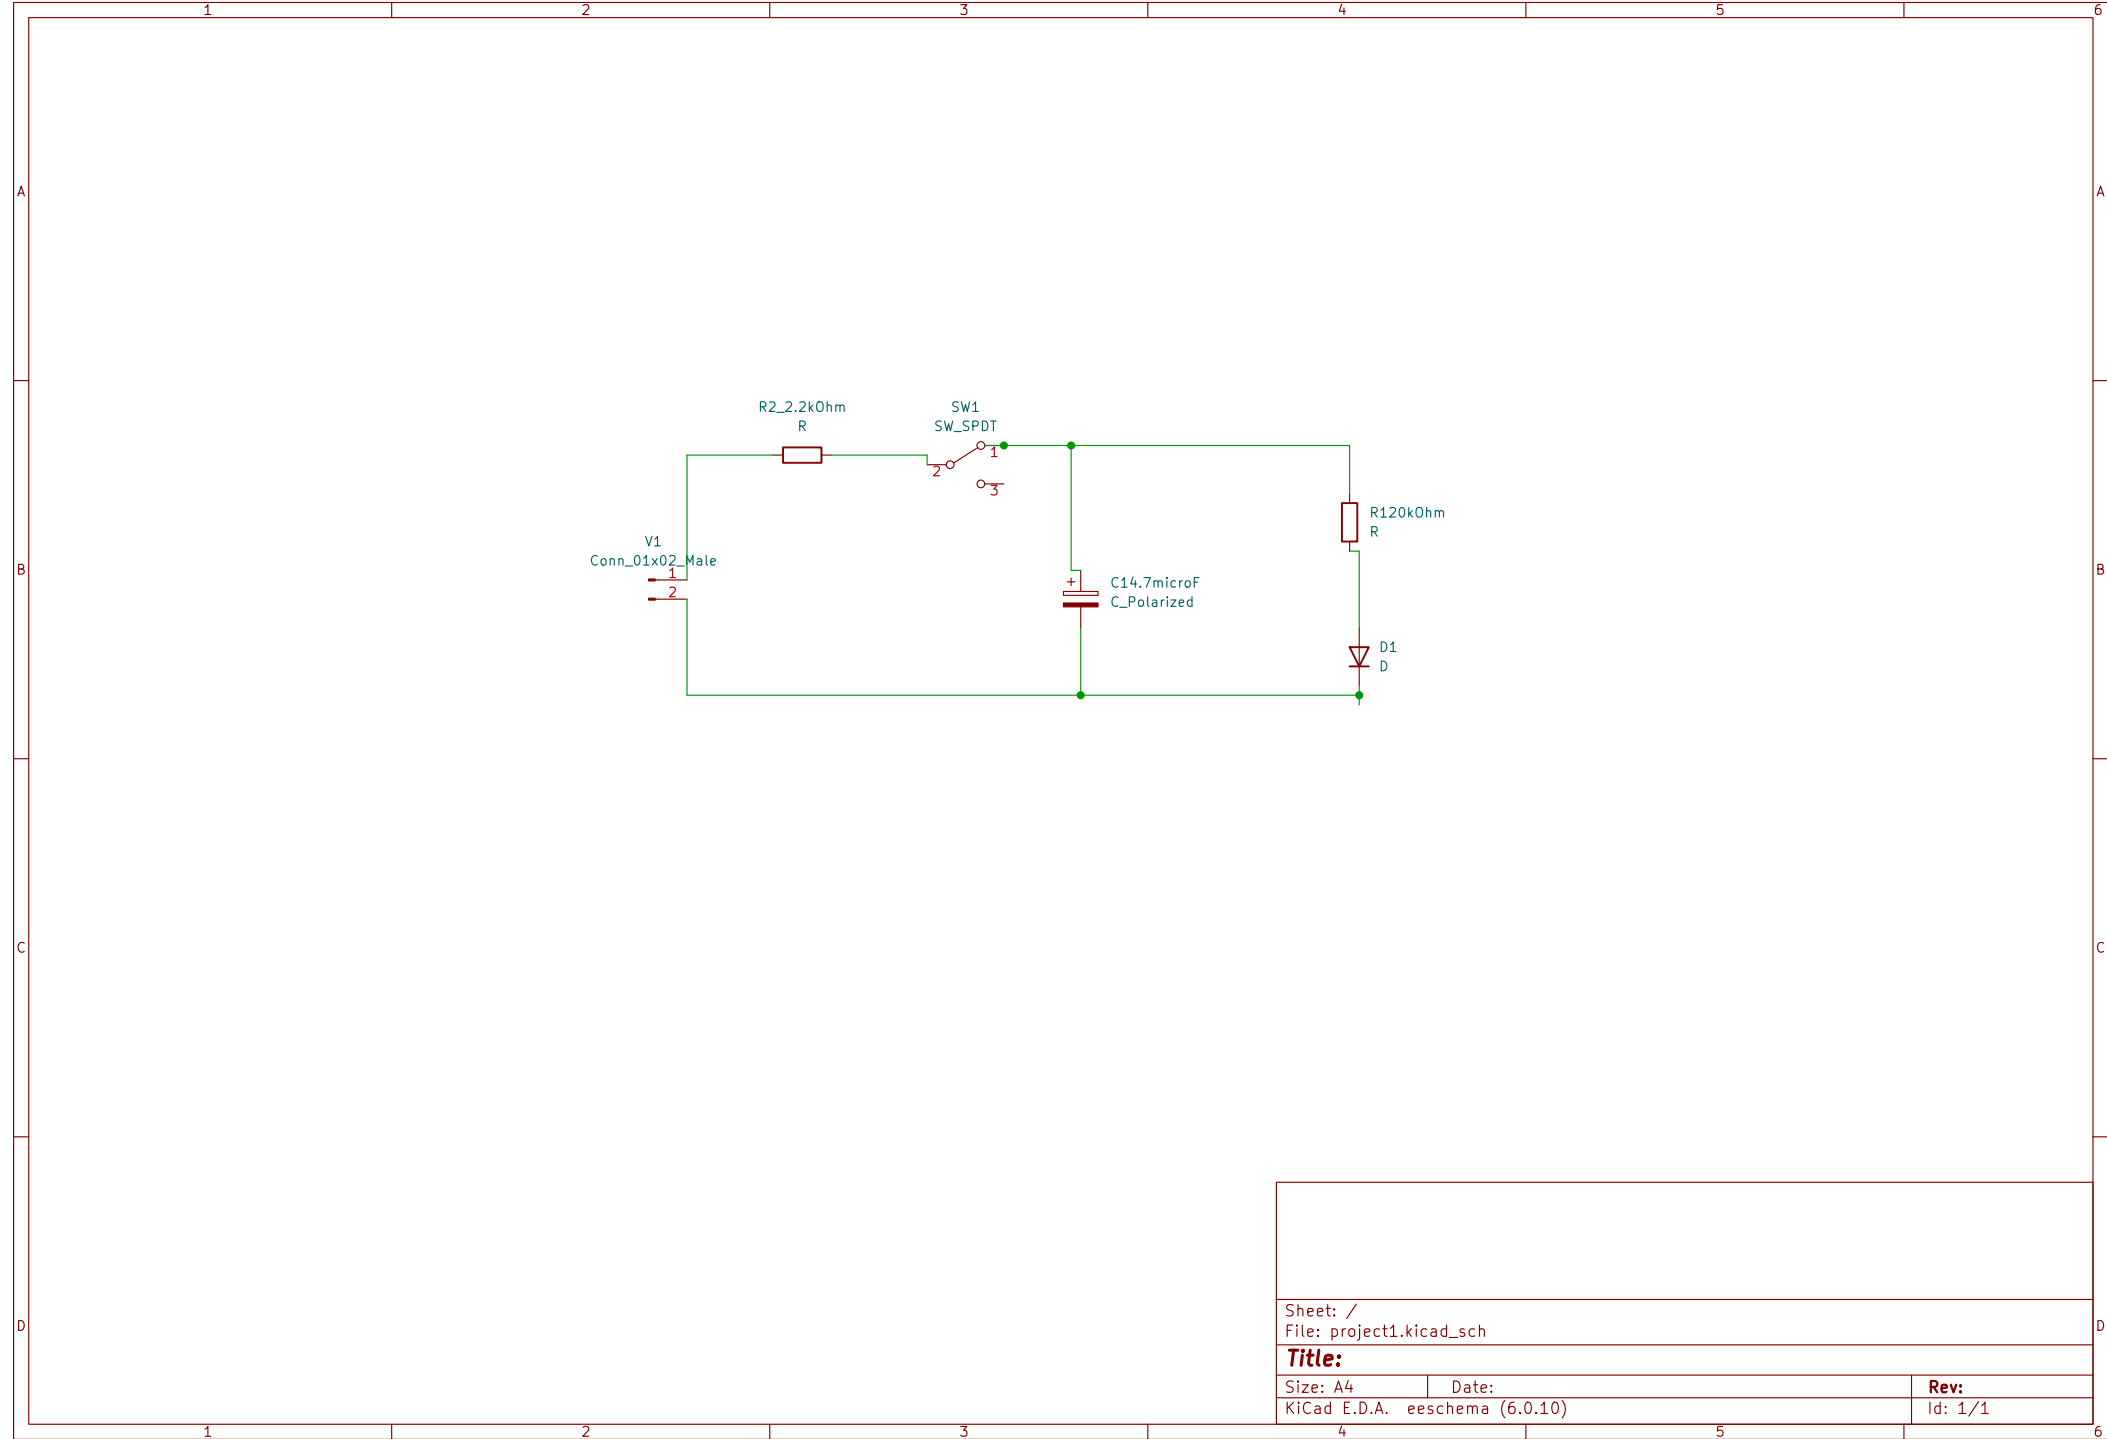 1 2 3 4 5 6
A A
R2_2.2kOhm
R
SW1
SW_SPDT
1
2
3
R120kOhm
R
V1
Conn_01x02_Male
1
2
B B
+
C14.7microF
C_Polarized
D1
D
C C
Sheet: /
File: project1.kicad_sch
D D
Title:
Size: A4 Date: Rev:
KiCad E.D.A. eeschema (6.0.10) Id: 1/1
1 2 3 4 5 6